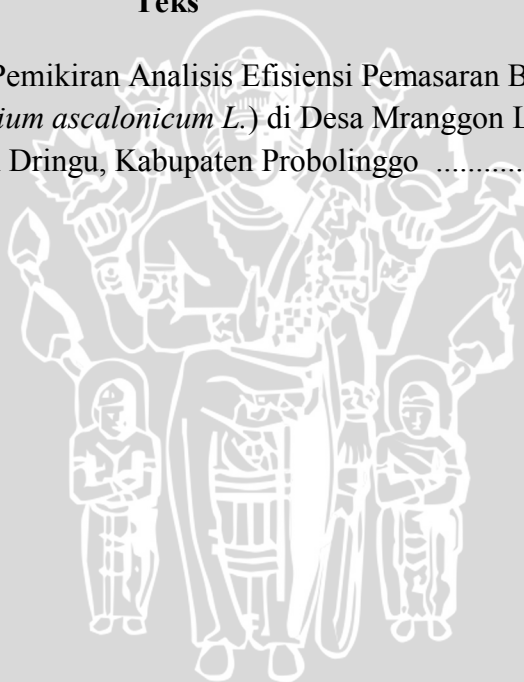 Teks
Pemikiran Analisis Efisiensi Pemasaran B
ium ascalonicum L.) di Desa Mranggon L
Dringu, Kabupaten Probolinggo ...........